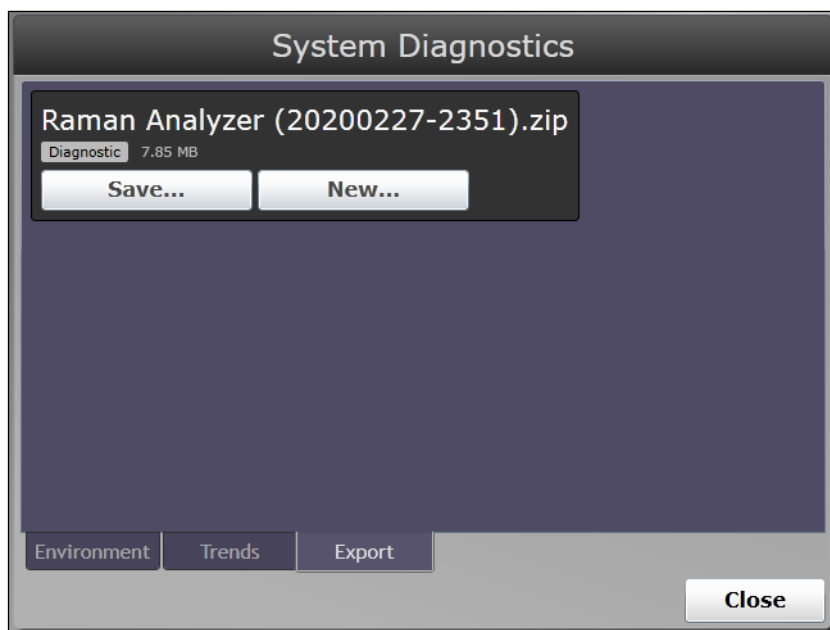 System Diagnostics
Raman Analyzer (20200227-2351).zip
Diagnostic 7.85 MB
Save... New...
Environment Trends Export
Close